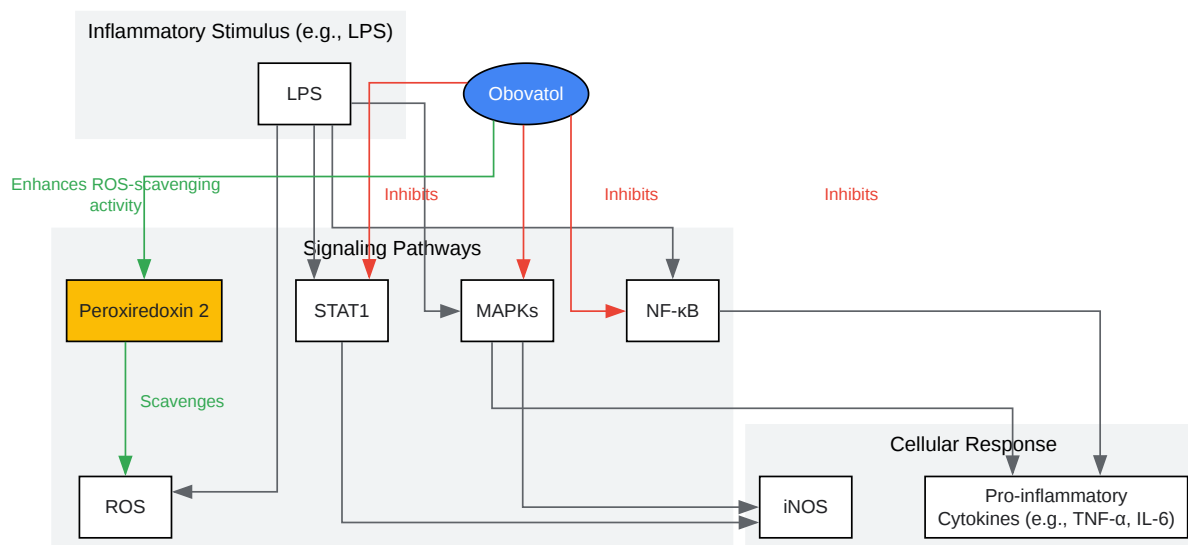 Inflammatory Stimulus (e.g., LPS)
LPS
Obovatol
Enhances ROS-scavenging
activity
Inhibits
Inhibits
Inhibits
Signaling Pathways
Peroxiredoxin 2
STAT1
MAPKs
NF-κB
Scavenges
Cellular Response
ROS
iNOS
Pro-inflammatory
Cytokines (e.g., TNF-α, IL-6)